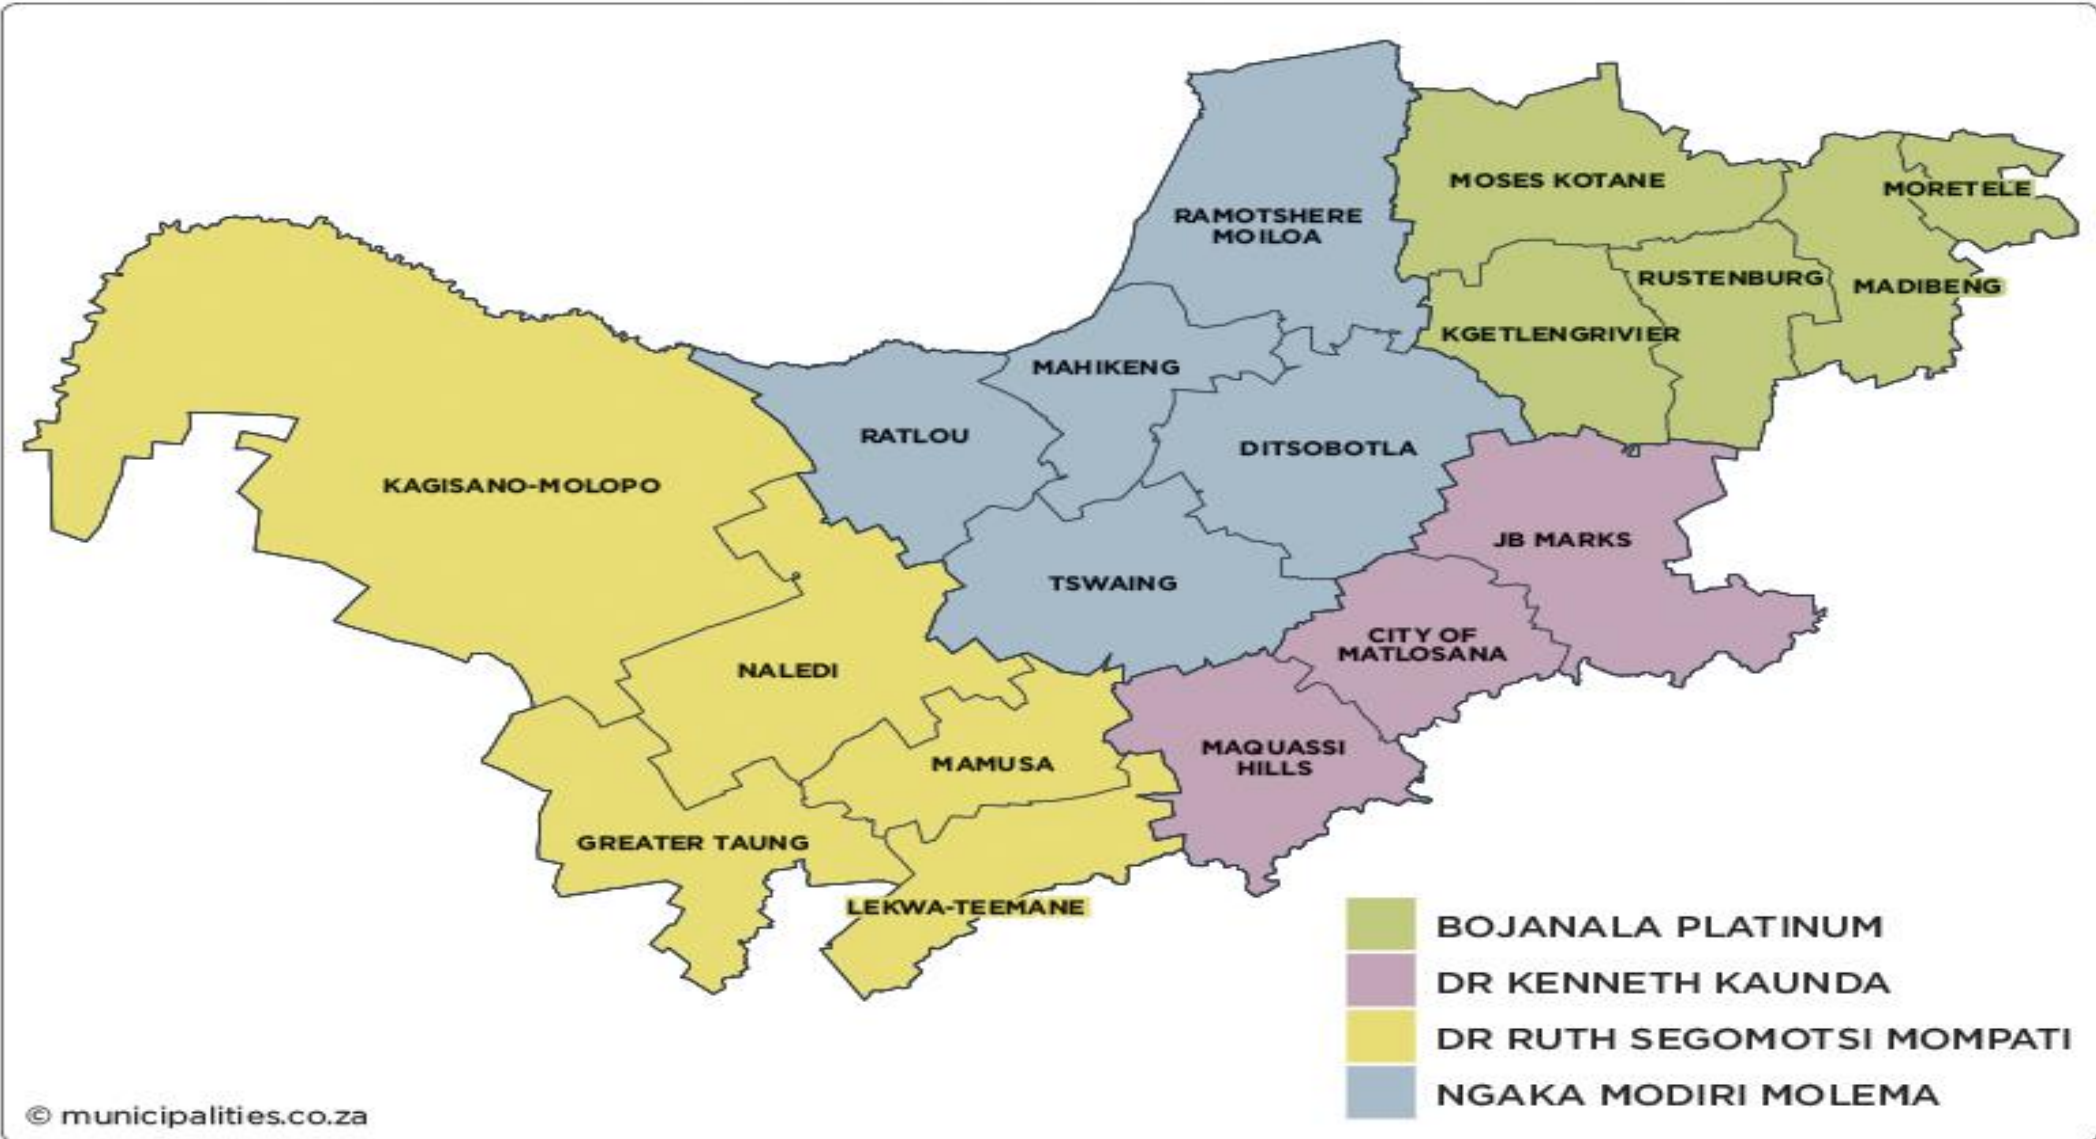 MOSES KOTANE
MORETELE
RAMOTSHERE
MOILOA
RUSTENBURG
MADIBENG
KGETLENGRIVIER
MAHIKENG
RATLOU
DITSOBOTLA
KAGISANO-MOLOPO
JB MARKS
TSWAING
CITY OF
MATLOSANA
NALEDI
MAQUASSI
HILLS
MAMUSA
GREATER TAUNG
LEKWA-TEEMANE
BOJANALA PLATINUM
DR KENNETH KAUNDA
DR RUTH SEGOMOTSI MOMPATI
NGAKA MODIRI MOLEMA
© municipalities.co.za